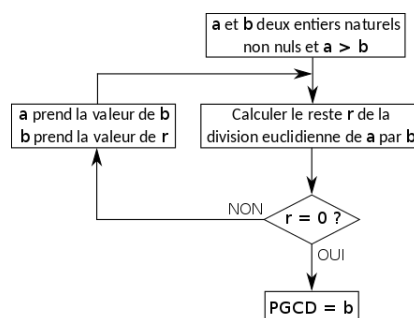 a et b deux entiers naturels
non nuls et a > b
a prend la valeur de b
b prend la valeur de r
Calculer le reste r de la
division euclidienne de a par b
NON
r = 0 ?
OUI
PGCD = b